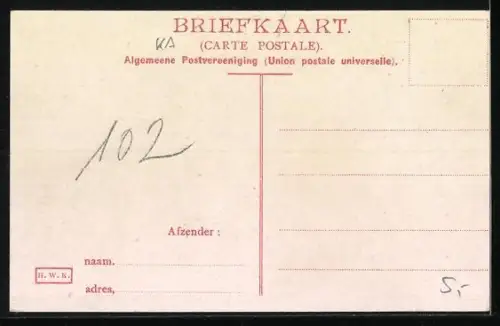 BRIEFKAART.
KA
(CARTE POSTALE).
Algemeene Postvereeniging (Union postale universelle).
102
Afzender :
naam.
H. W. K.
adres,
5,-